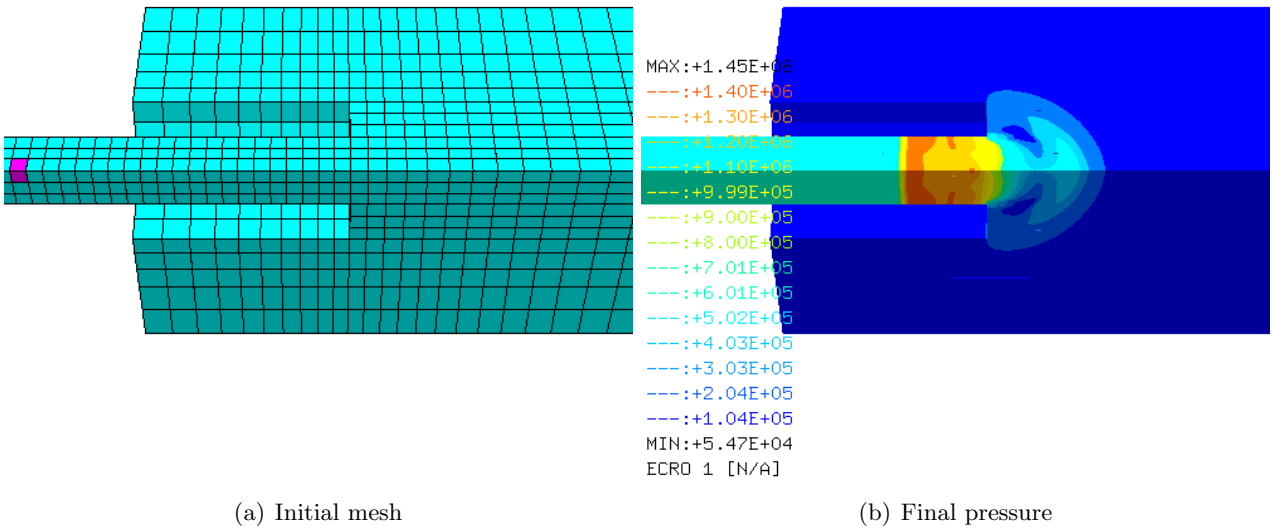 MAX:+1.45E+06
---:+1.40E+06
---:+1.30E+06
---:+1.20E+06
---:+1.10E+06
---:+9.99E+05
---:+9.00E+05
---:+8.00E+05
---:+7.01E+05
---:+6.01E+05
---:+5.02E+05
---:+4.03E+05
---:+3.03E+05
---:+2.04E+05
---:+1.04E+05
MIN:+5.47E+04
ECRO 1 [N/A]
(a) Initial mesh
(b) Final pressure